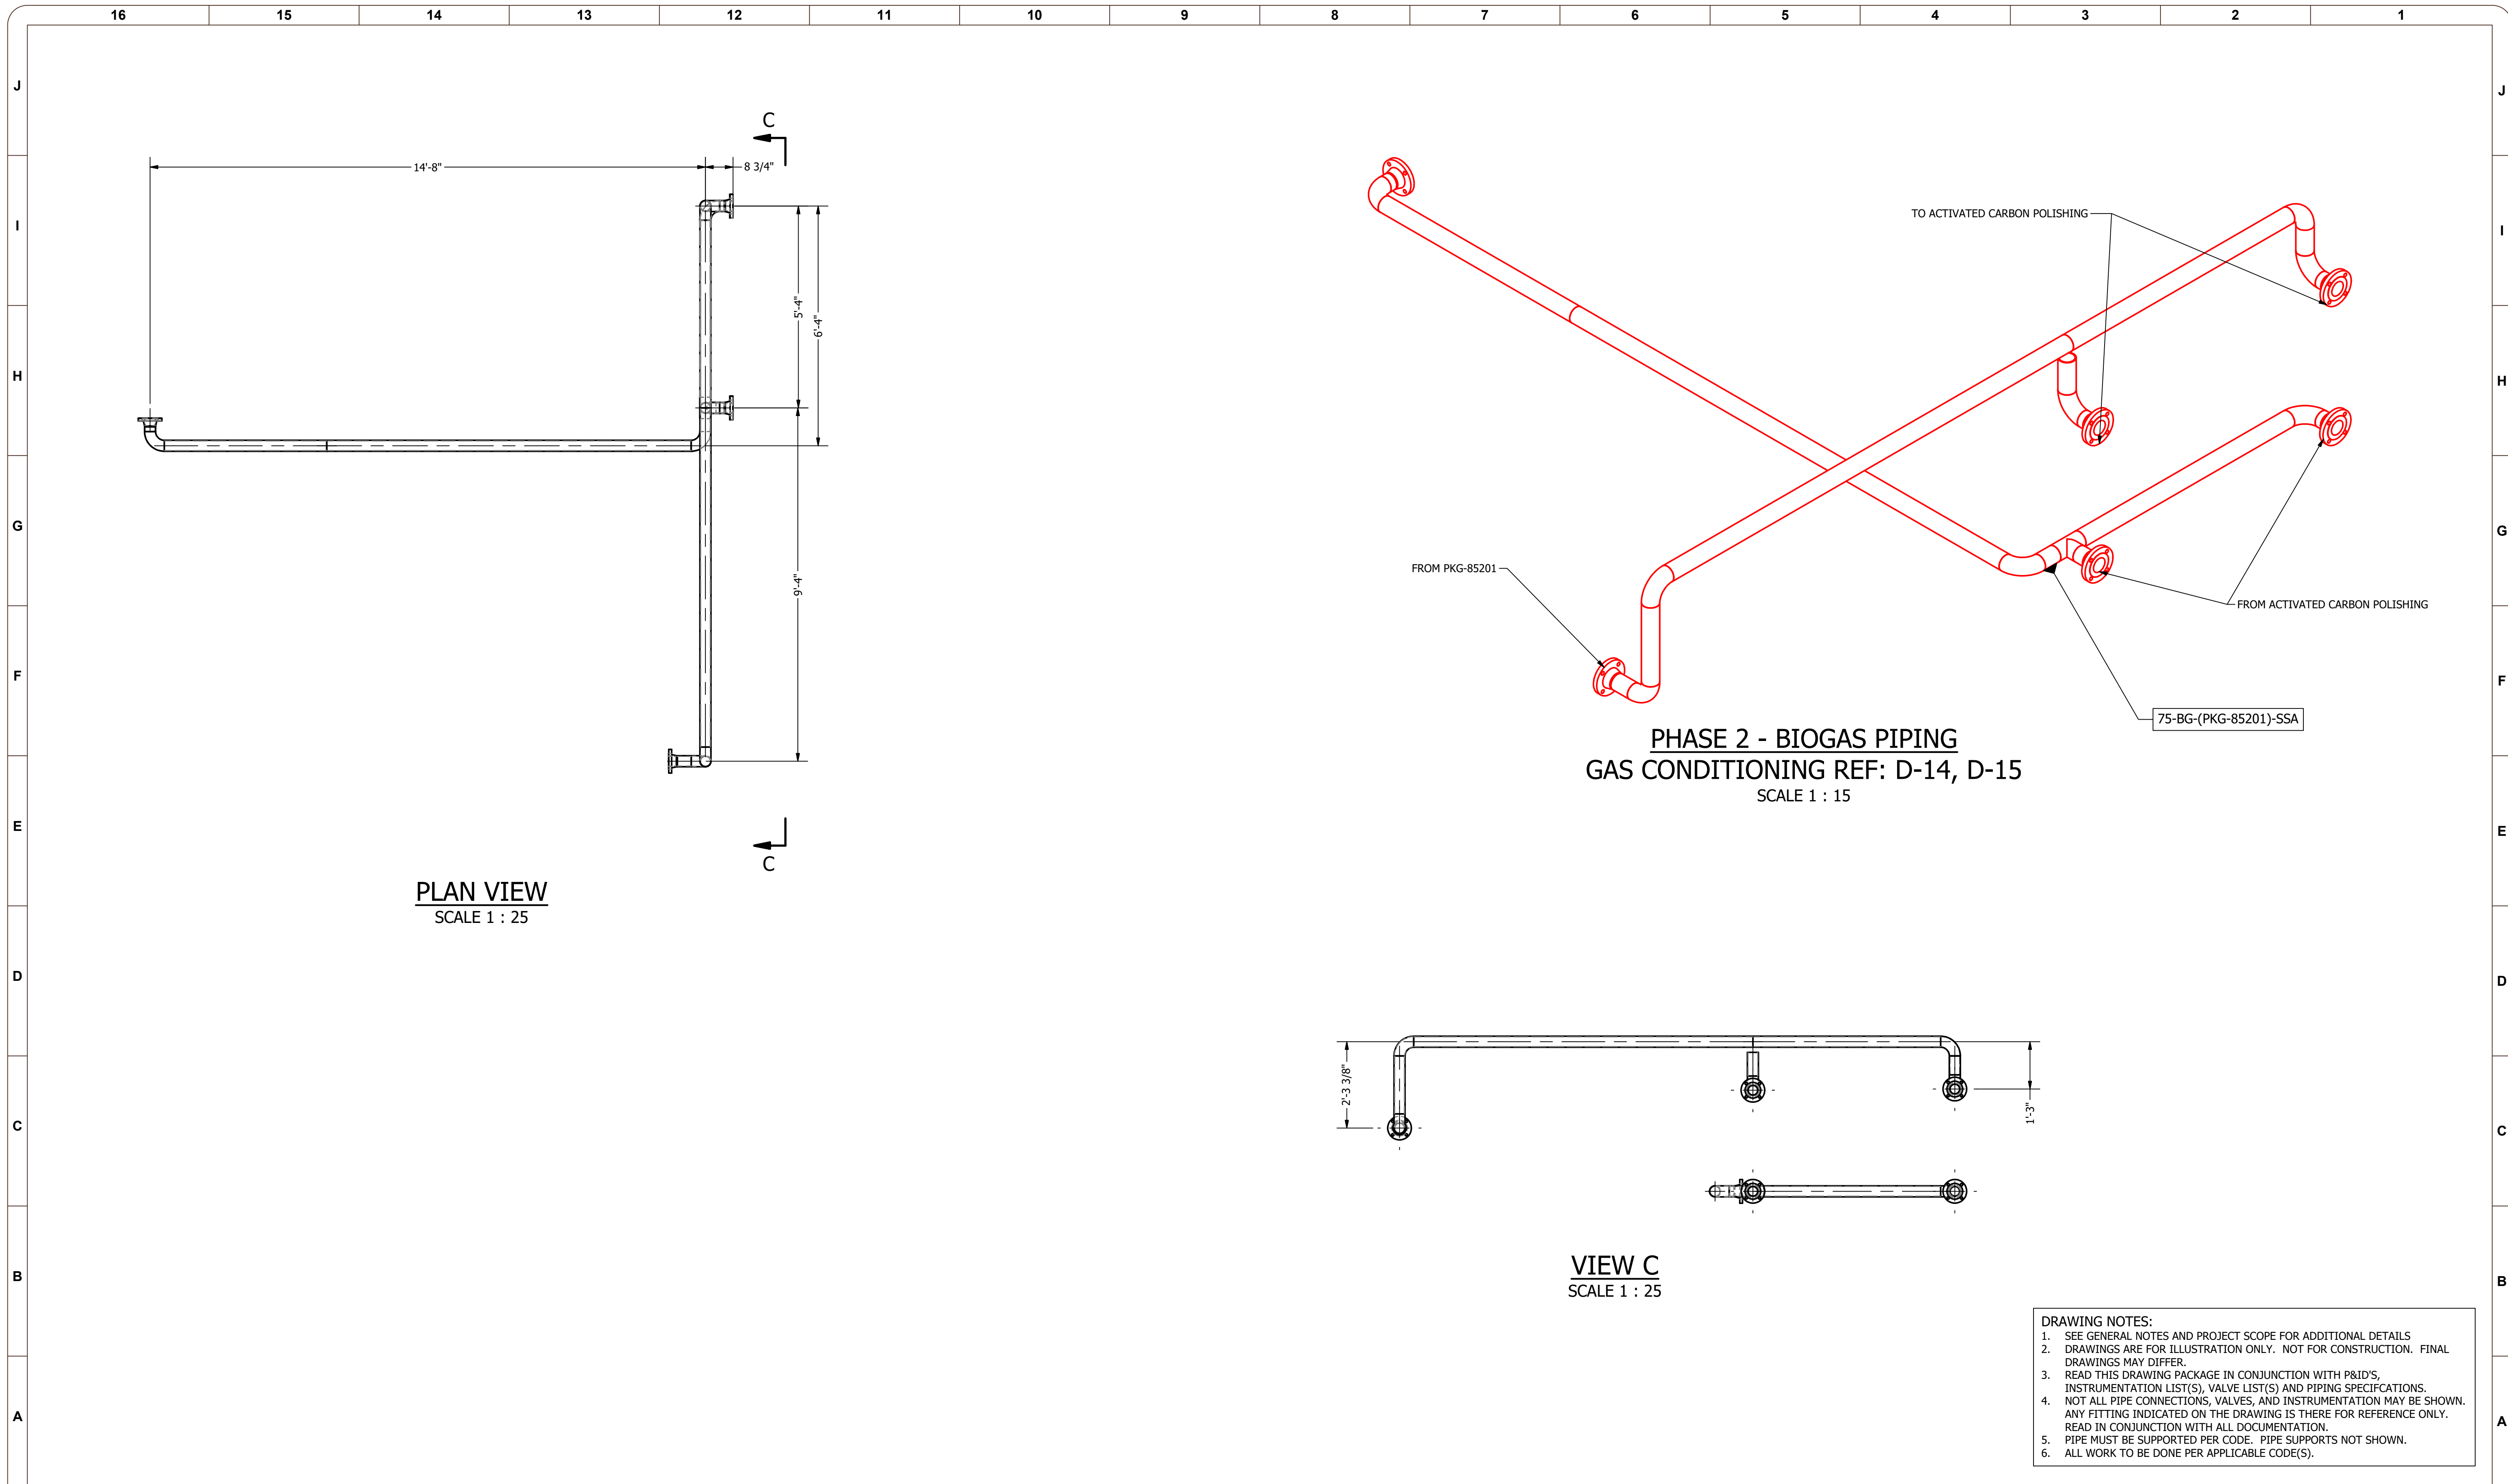 16 15 14 13 12 11 10 9 8 7 6 5 4 3 2 1
J
J
I
I
H
H
G
G
F
F
E
E
D
D
C
C
B
B
A
A
C
14'-8"
8 3/4"
5'-4"
6'-4"
9'-4"
C
PLAN VIEW
SCALE 1 : 25
TO ACTIVATED CARBON POLISHING
FROM PKG-85201
FROM ACTIVATED CARBON POLISHING
75-BG-(PKG-85201)-SSA
PHASE 2 - BIOGAS PIPING
GAS CONDITIONING REF: D-14, D-15
SCALE 1 : 15
2'-3 3/8"
1'-3"
VIEW C
SCALE 1 : 25
DRAWING NOTES:
1. SEE GENERAL NOTES AND PROJECT SCOPE FOR ADDITIONAL DETAILS
2. DRAWINGS ARE FOR ILLUSTRATION ONLY. NOT FOR CONSTRUCTION. FINAL
DRAWINGS MAY DIFFER.
3. READ THIS DRAWING PACKAGE IN CONJUNCTION WITH P&ID'S,
INSTRUMENTATION LIST(S), VALVE LIST(S) AND PIPING SPECIFCATIONS.
4. NOT ALL PIPE CONNECTIONS, VALVES, AND INSTRUMENTATION MAY BE SHOWN.
ANY FITTING INDICATED ON THE DRAWING IS THERE FOR REFERENCE ONLY.
READ IN CONJUNCTION WITH ALL DOCUMENTATION.
5. PIPE MUST BE SUPPORTED PER CODE. PIPE SUPPORTS NOT SHOWN.
6. ALL WORK TO BE DONE PER APPLICABLE CODE(S).